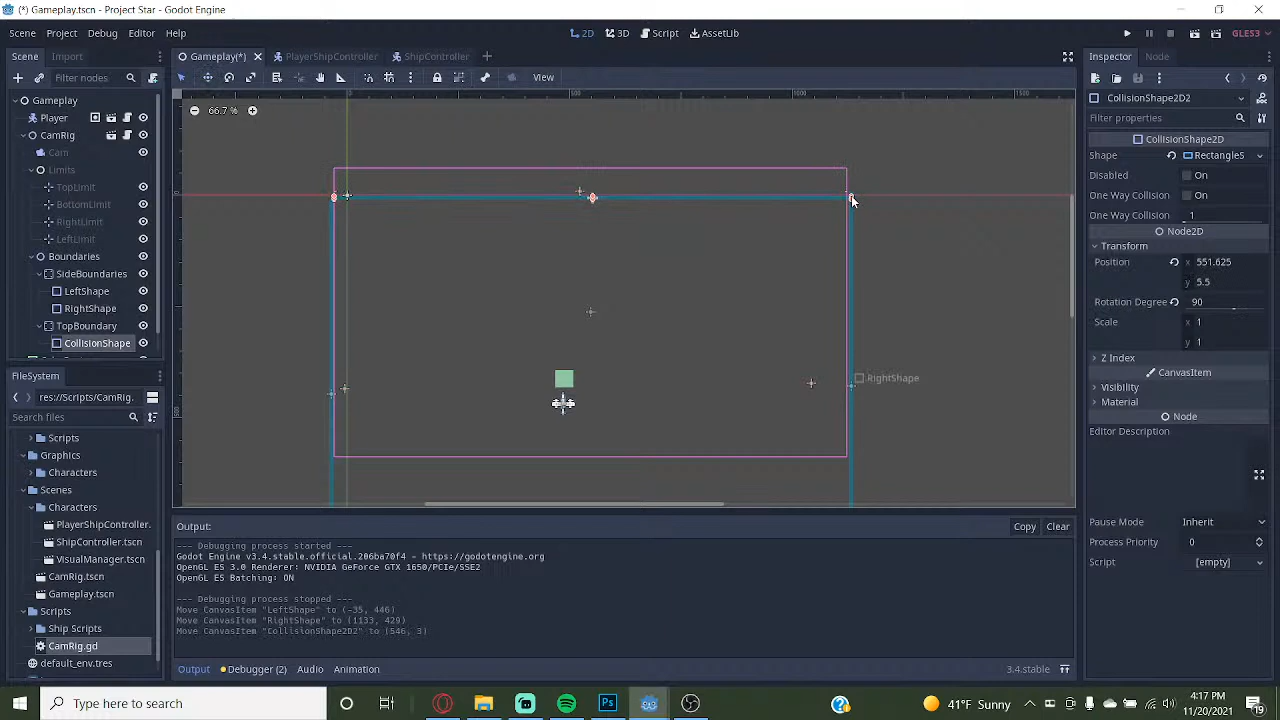 (*) Gameplay.tscn - Project Star - Godot Engine
Scene Project Debug Editor Help
2D 3D Script AssetLib
GLES3
Scene Import
Gameplay(*) PlayerShipController ShipController
Inspector Node
Filter nodes
View
Gameplay
Player
CamRig
Cam
Limits
TopLimit
BottomLimit
RightLimit
LeftLimit
Boundaries
SideBoundaries
LeftShape
RightShape
TopBoundary
CollisionShape
66.7 %
0 500 1000 1500
RightShape
CollisionShape2D2
Filter properties
CollisionShape2D
Shape RectangleS
Disabled On
One Way Collision On
One Way Collision 1
Node2D
Transform
Position x 551.625
y 5.5
Rotation Degree 90
Scale x 1
y 1
Z Index
CanvasItem
Visibility
Material
Node
Editor Description
Pause Mode Inherit
Process Priority 0
Script [empty]
FileSystem
res://Scripts/CamRig.
Search files
Scripts
Graphics
Characters
Scenes
Characters
PlayerShipController.
ShipController.tscn
VisualManager.tscn
CamRig.tscn
Gameplay.tscn
Scripts
Ship Scripts
CamRig.gd
default_env.tres
Output:
Copy Clear
--- Debugging process started ---
Godot Engine v3.4.stable.official.206ba70f4 - https://godotengine.org
OpenGL ES 3.0 Renderer: NVIDIA GeForce GTX 1650/PCIe/SSE2
OpenGL ES Batching: ON
--- Debugging process stopped ---
Move CanvasItem "LeftShape" to (-35, 446)
Move CanvasItem "RightShape" to (1133, 429)
Move CanvasItem "CollisionShape2D2" to (546, 3)
Output Debugger (2) Audio Animation
3.4.stable
Type here to search
Ps
41°F Sunny
4:17 PM
11/20/2021